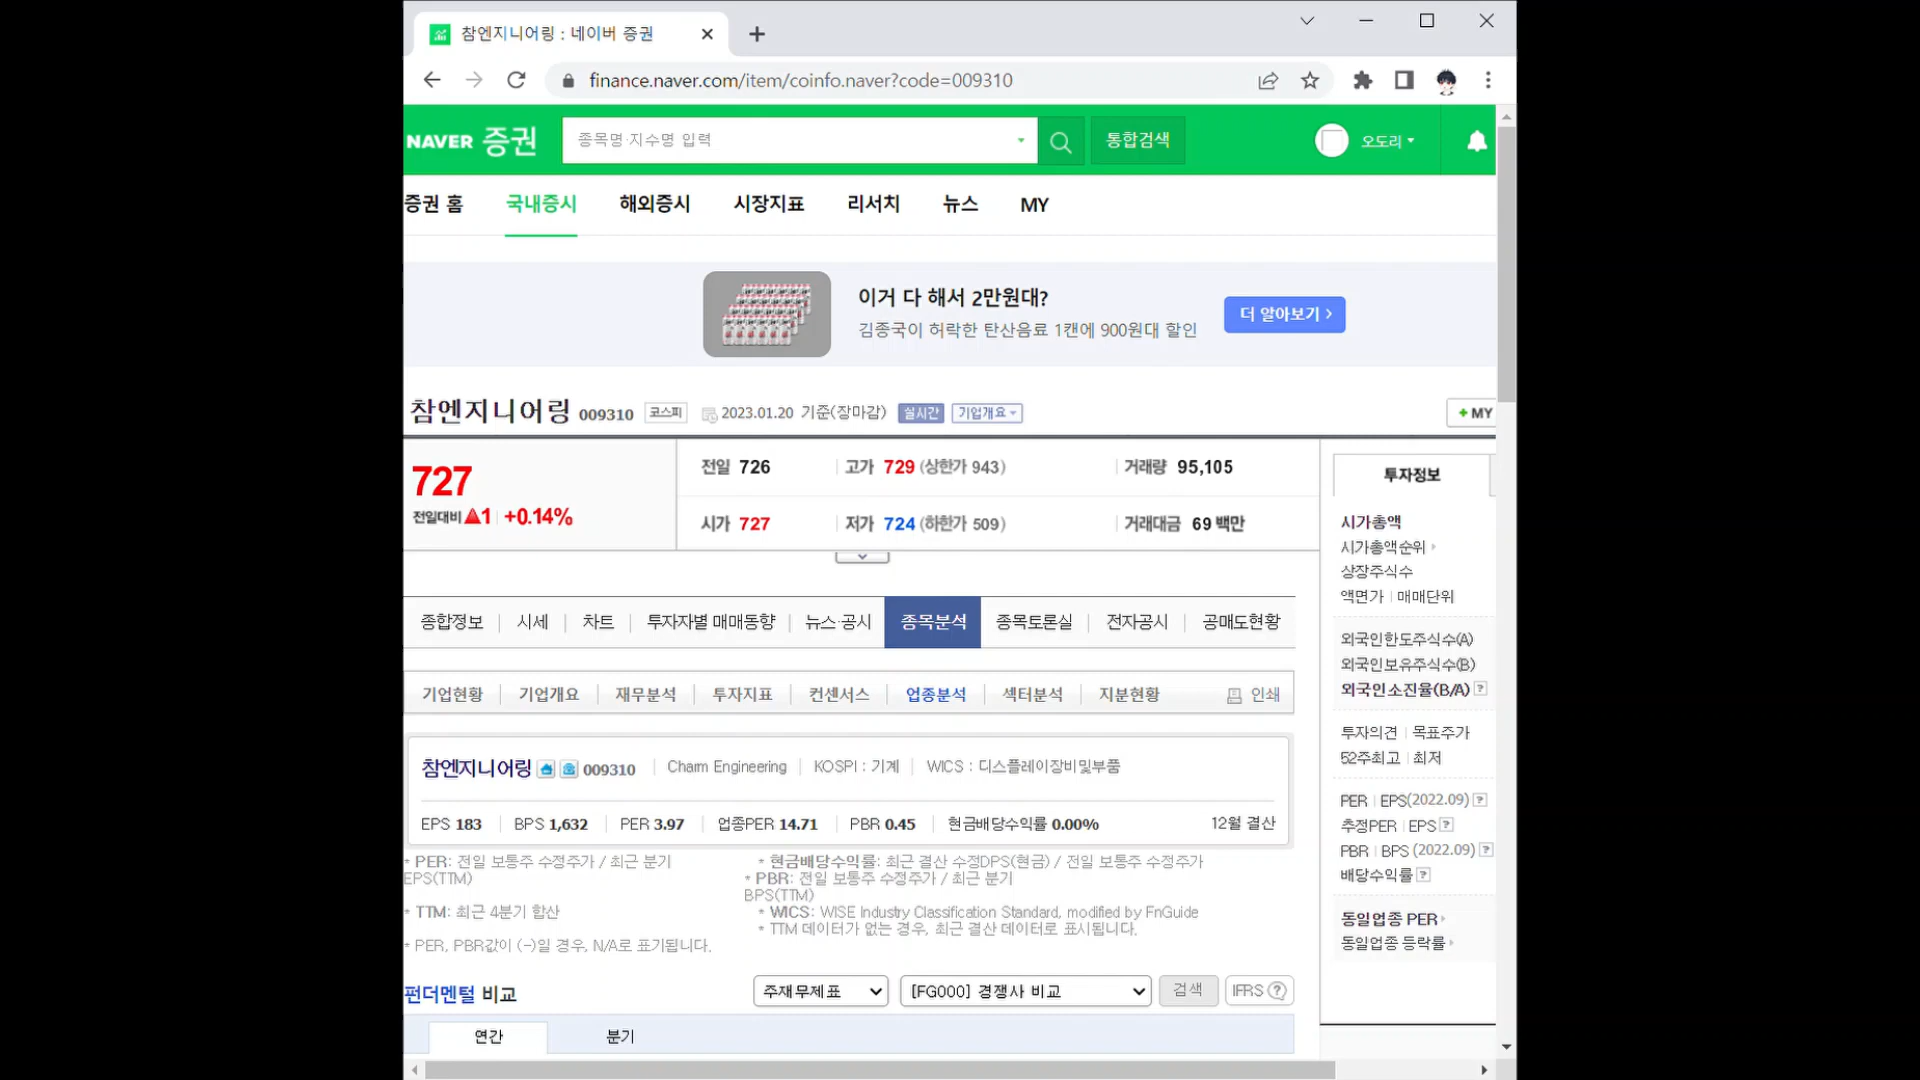 참엔지니어링 : 네이버 증권
finance.naver.com/item/coinfo.naver?code=009310
NAVER 증권
종목명·지수명 입력
통합검색
오도리
증권 홈 국내증시 해외증시 시장지표 리서치 뉴스 MY
이거 다 해서 2만원대?
김종국이 허락한 탄산음료 1캔에 900원대 할인
더 알아보기 >
참엔지니어링 009310 코스피 2023.01.20 기준(장마감) 실시간 기업개요
+ MY
727
전일대비 ▲1 +0.14%
전일 726 고가 729 (상한가 943) 거래량 95,105
시가 727 저가 724 (하한가 509) 거래대금 69 백만
투자정보
시가총액
시가총액순위
상장주식수
액면가 | 매매단위
외국인한도주식수(A)
외국인보유주식수(B)
외국인소진율(B/A) ?
투자의견 | 목표주가
52주최고 | 최저
PER | EPS(2022.09) ?
추정PER | EPS ?
PBR | BPS (2022.09) ?
배당수익률 ?
동일업종 PER
동일업종 등락률
종합정보 시세 차트 투자자별 매매동향 뉴스·공시 종목분석 종목토론실 전자공시 공매도현황
기업현황 기업개요 재무분석 투자지표 컨센서스 업종분석 섹터분석 지분현황 인쇄
참엔지니어링 009310 Charm Engineering KOSPI : 기계 WICS : 디스플레이장비및부품
EPS 183 BPS 1,632 PER 3.97 업종PER 14.71 PBR 0.45 현금배당수익률 0.00% 12월 결산
* PER: 전일 보통주 수정주가 / 최근 분기
EPS(TTM)
* 현금배당수익률: 최근 결산 수정DPS(현금) / 전일 보통주 수정주가
* PBR: 전일 보통주 수정주가 / 최근 분기
BPS(TTM)
* TTM: 최근 4분기 합산
* WICS: WISE Industry Classification Standard, modified by FnGuide
* TTM 데이터가 없는 경우, 최근 결산 데이터로 표시됩니다.
* PER, PBR값이 (-)일 경우, N/A로 표기됩니다.
펀더멘털 비교
주재무제표
[FG000] 경쟁사 비교
검색
IFRS ?
연간 분기